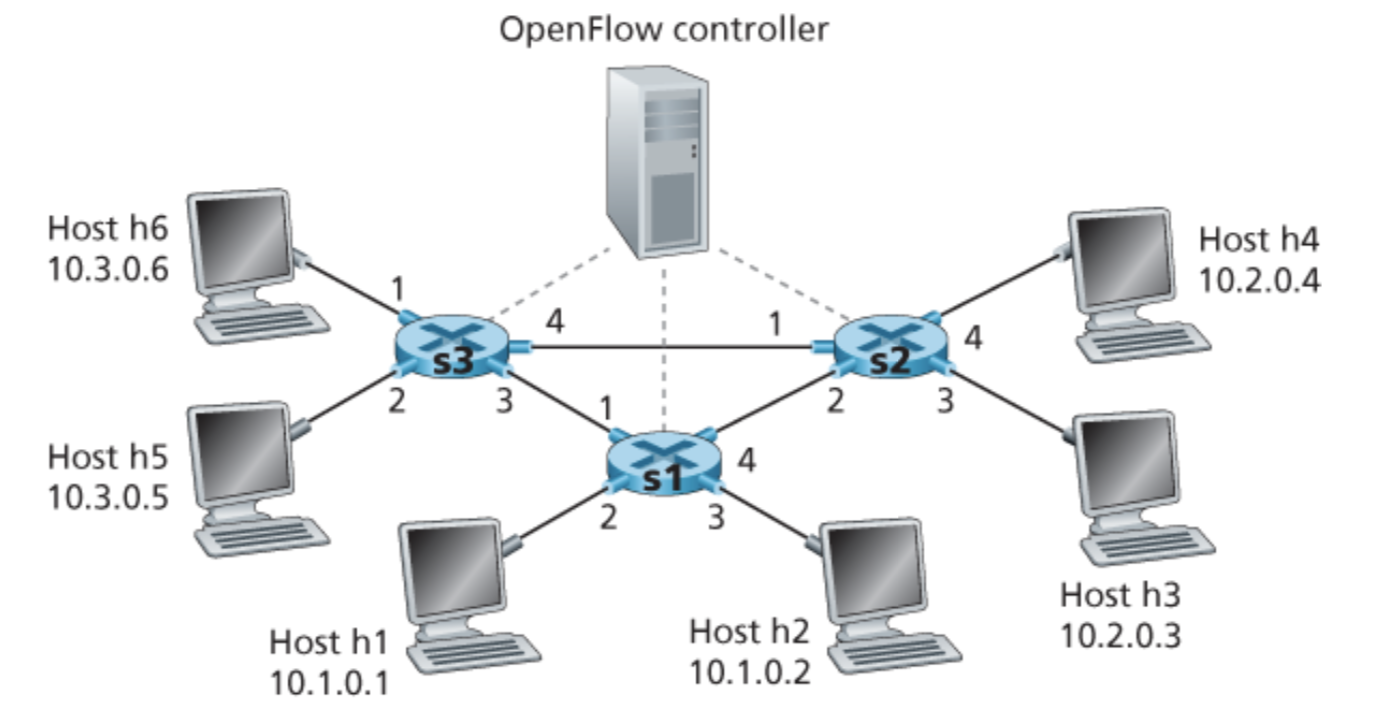 OpenFlow controller
Host h6
10.3.0.6
Host h4
10.2.0.4
1
4
1
4
s3
s2
2
3
1
2
3
Host h5
10.3.0.5
s1
4
2
3
Host h3
10.2.0.3
Host h1
10.1.0.1
Host h2
10.1.0.2